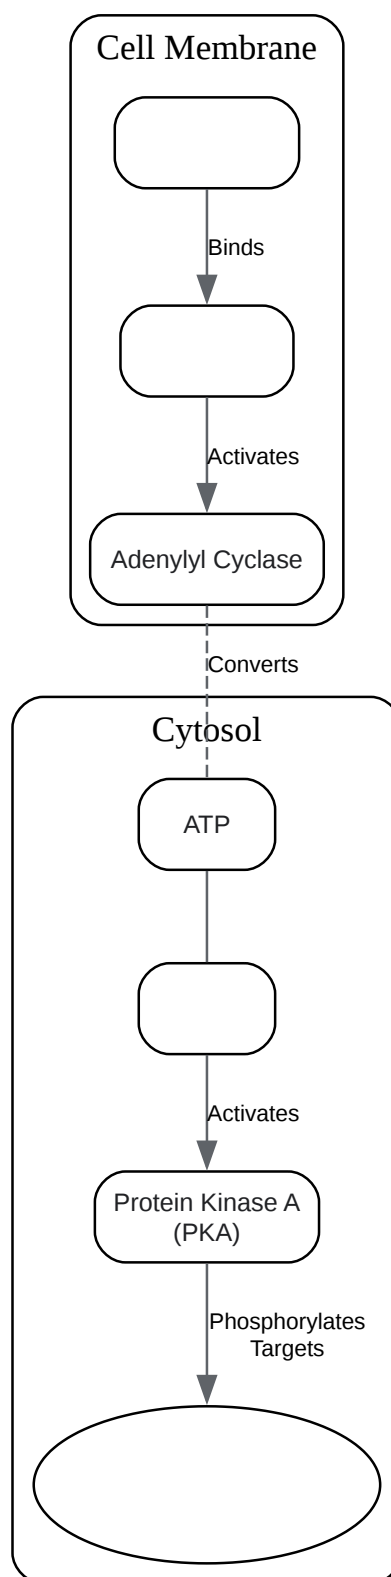 Cell Membrane
Binds
Activates
Adenylyl Cyclase
Converts
Cytosol
ATP
Activates
Protein Kinase A
(PKA)
Phosphorylates
Targets